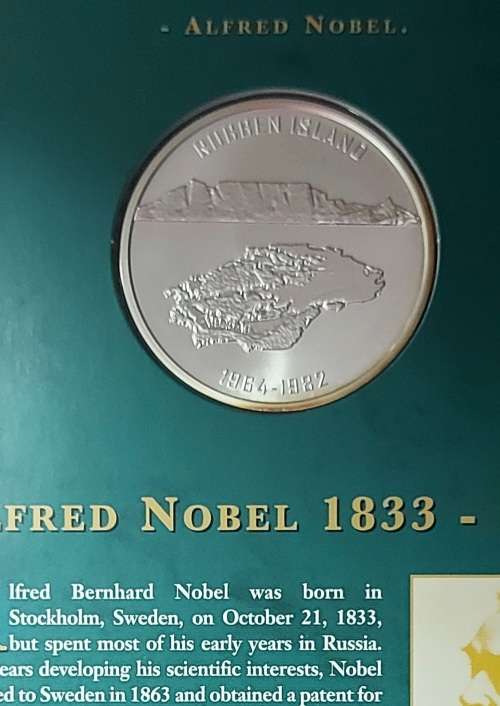 - ALFRED NOBEL.
ROBBEN ISLAND
1964-1982
LFRED NOBEL 1833 -
lfred Bernhard Nobel was born in
Stockholm, Sweden, on October 21, 1833,
but spent most of his early years in Russia.
ears developing his scientific interests, Nobel
ed to Sweden in 1863 and obtained a patent for